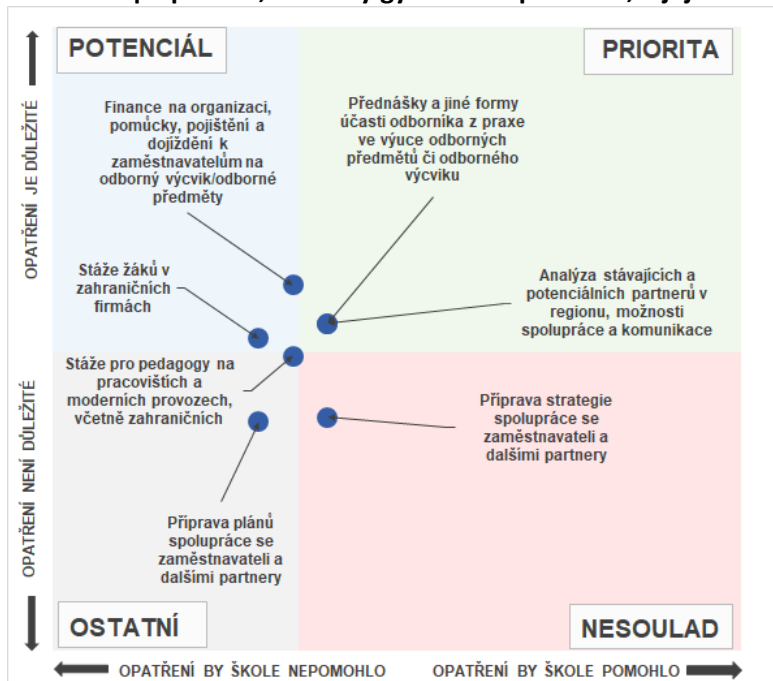 POTENCIÁL
PRIORITA
Finance na organizaci,
pomůcky, pojištění a
dojíždění k
zaměstnavatelům na
odborný výcvik/odborné
předměty
Přednášky a jiné formy
účasti odborníka z praxe
ve výuce odborných
předmětů či odborného
výcviku
Stáže žáků v
zahraničních
firmách
Analýza stávajících a
potenciálních partnerů v
regionu, možnosti
spolupráce a komunikace
Stáže pro pedagogy na
pracovištích a
moderních provozech,
včetně zahraničních
Příprava strategie
spolupráce se
zaměstnavateli a
dalšími partnery
Příprava plánů
spolupráce se
zaměstnavateli a
dalšími partnery
OSTATNÍ
NESOULAD
OPATŘENÍ JE DŮLEŽITÉ
OPATŘENÍ NENÍ DŮLEŽITÉ
OPATŘENÍ BY ŠKOLE NEPOMOHLO
OPATŘENÍ BY ŠKOLE POMOHLO